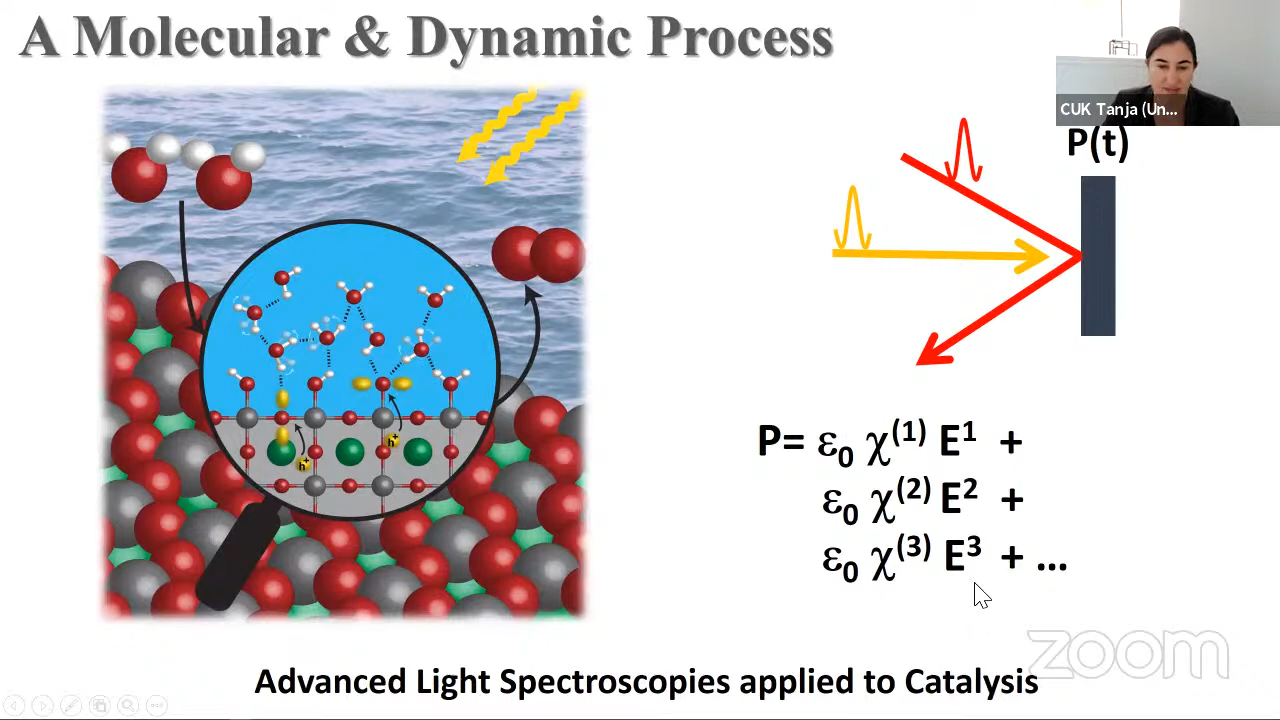 A Molecular & Dynamic Process
CUK Tanja (Un...
P(t)
h⁺
h⁺
P= ε₀ χ⁽¹⁾ E¹ +
ε₀ χ⁽²⁾ E² +
ε₀ χ⁽³⁾ E³ + ...
zoom
Advanced Light Spectroscopies applied to Catalysis